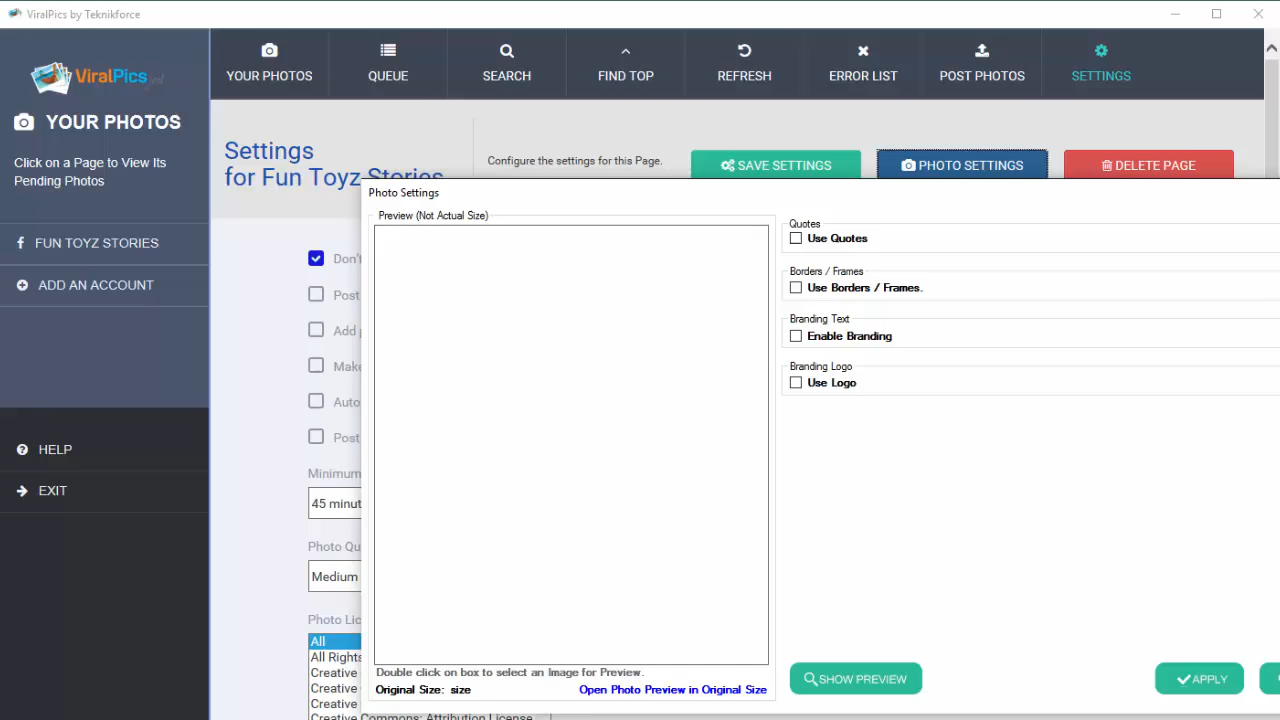 ViralPics by Teknikforce
ViralPics
YOUR PHOTOS
QUEUE
SEARCH
FIND TOP
REFRESH
ERROR LIST
POST PHOTOS
SETTINGS
YOUR PHOTOS
Click on a Page to View Its
Pending Photos
FUN TOYZ STORIES
ADD AN ACCOUNT
HELP
EXIT
Settings
for Fun Toyz Stories
Configure the settings for this Page.
SAVE SETTINGS
PHOTO SETTINGS
DELETE PAGE
Post
Add
Make
Auto
Post
Minimum
45 minut
Photo Qu
Medium
Photo Lic
All
All Rights
Creative
Creative
Creative
Creative Commons: Attribution License
Photo Settings
Preview (Not Actual Size)
Double click on box to select an Image for Preview.
Original Size: size
Open Photo Preview in Original Size
Quotes
Use Quotes
Borders / Frames
Use Borders / Frames.
Branding Text
Enable Branding
Branding Logo
Use Logo
SHOW PREVIEW
APPLY